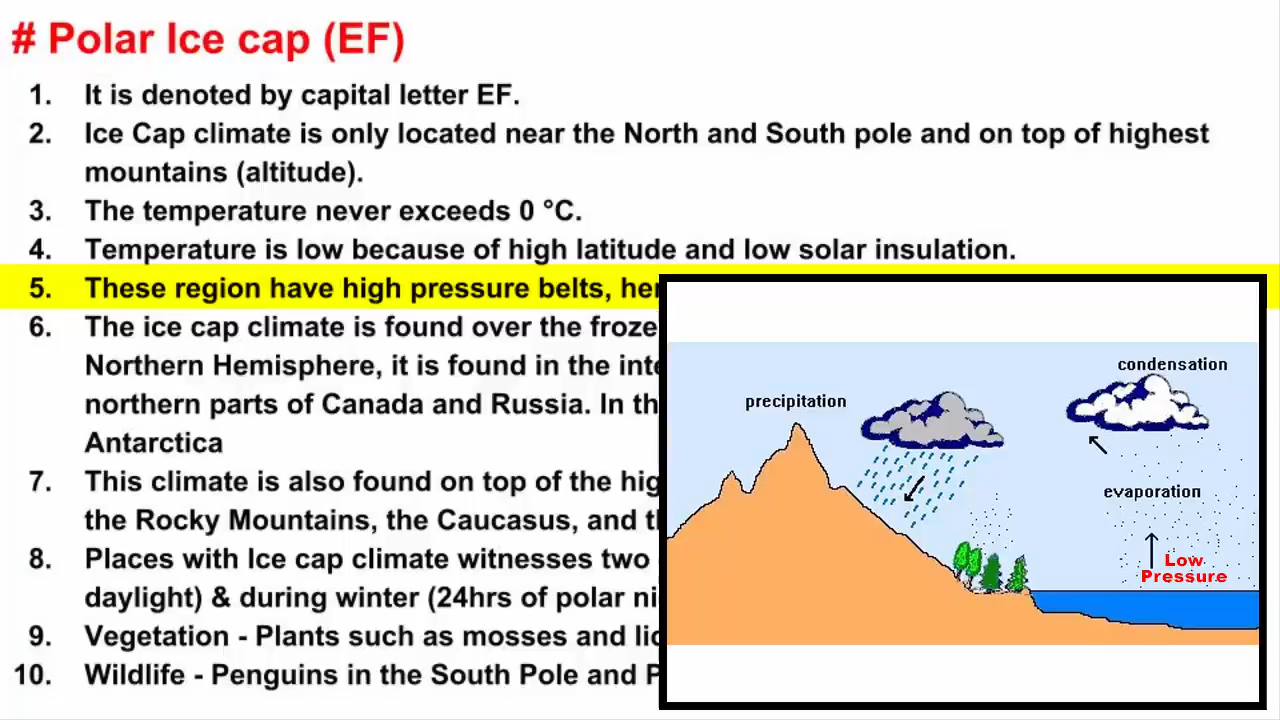 # Polar Ice cap (EF)
1. It is denoted by capital letter EF.
2. Ice Cap climate is only located near the North and South pole and on top of highest
mountains (altitude).
3. The temperature never exceeds 0 °C.
4. Temperature is low because of high latitude and low solar insulation.
5. These region have high pressure belts,
6. The ice cap climate is found over the
Northern Hemisphere, it is found in the
northern parts of Canada and Russia. In
Antarctica
7. This climate is also found on top of the
the Rocky Mountains, the Caucasus, and
8. Places with Ice cap climate witnesses two
daylight) & during winter (24hrs of polar
9. Vegetation - Plants such as mosses and
10. Wildlife - Penguins in the South Pole and
condensation
precipitation
evaporation
Low
Pressure